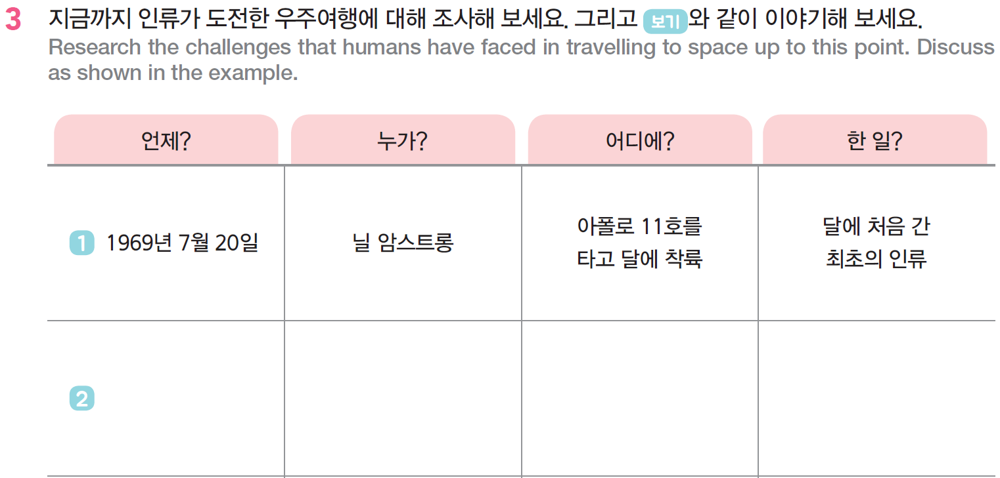 3 지금까지 인류가 도전한 우주여행에 대해 조사해 보세요. 그리고 보기와 같이 이야기해 보세요.
Research the challenges that humans have faced in travelling to space up to this point. Discuss
as shown in the example.
언제? 누가? 어디에? 한 일?
1 1969년 7월 20일 닐 암스트롱 아폴로 11호를 타고 달에 착륙 달에 처음 간 최초의 인류
2